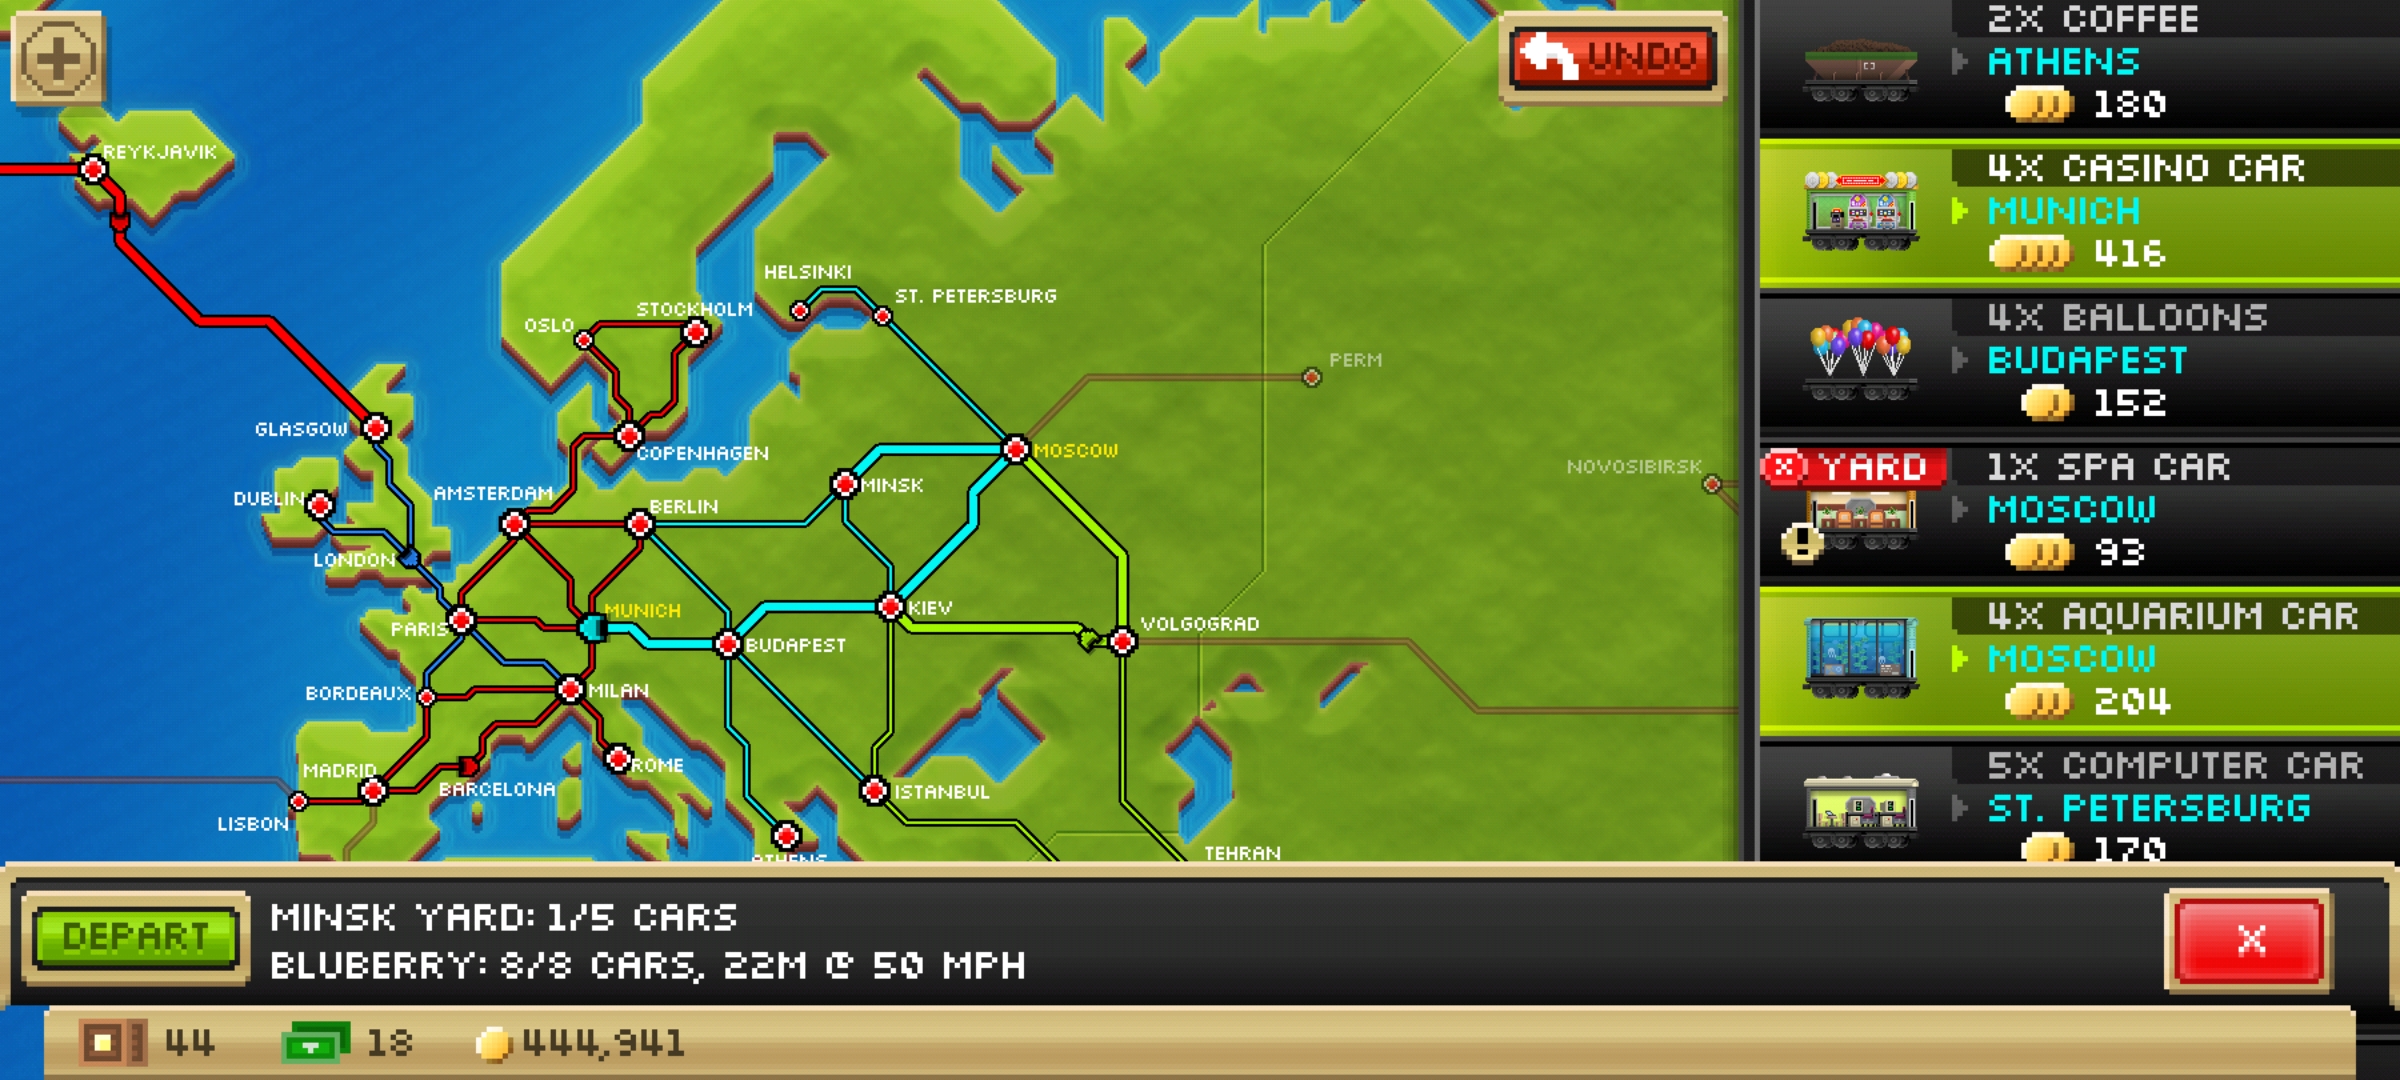 UNDO
REYKJAVIK
HELSINKI
ST. PETERSBURG
STOCKHOLM
OSLO
PERM
GLASGOW
COPENHAGEN
MOSCOW
NOVOSIBIRSK
DUBLIN
AMSTERDAM
MINSK
BERLIN
LONDON
MUNICH
KIEV
PARIS
BUDAPEST
VOLGOGRAD
BORDEAUX
MILAN
MADRID
ROME
BARCELONA
ISTANBUL
LISBON
ATHENS
TEHRAN
2X COFFEE
ATHENS
180
4X CASINO CAR
MUNICH
416
4X BALLOONS
BUDAPEST
152
X YARD
1X SPA CAR
MOSCOW
93
4X AQUARIUM CAR
MOSCOW
204
5X COMPUTER CAR
ST. PETERSBURG
170
DEPART
MINSK YARD: 1/5 CARS
BLUBERRY: 8/8 CARS, 22M @ 50 MPH
X
44
18
444,941